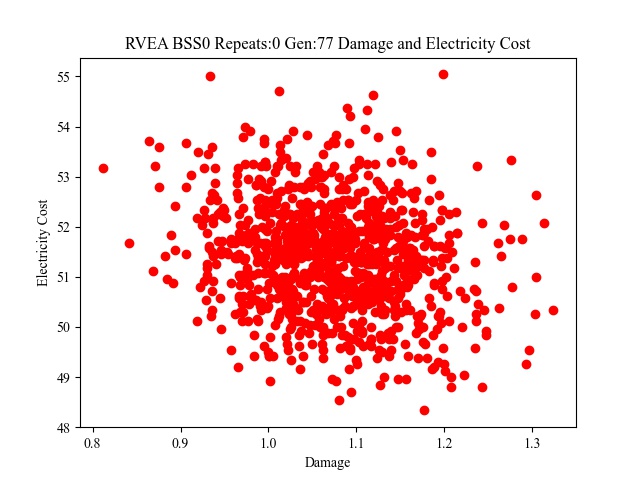 RVEA BSS0 Repeats:0 Gen:77 Damage and Electricity Cost
55
54
53
52
51
50
49
48
Electricity Cost
0.8 0.9 1.0 1.1 1.2 1.3
Damage